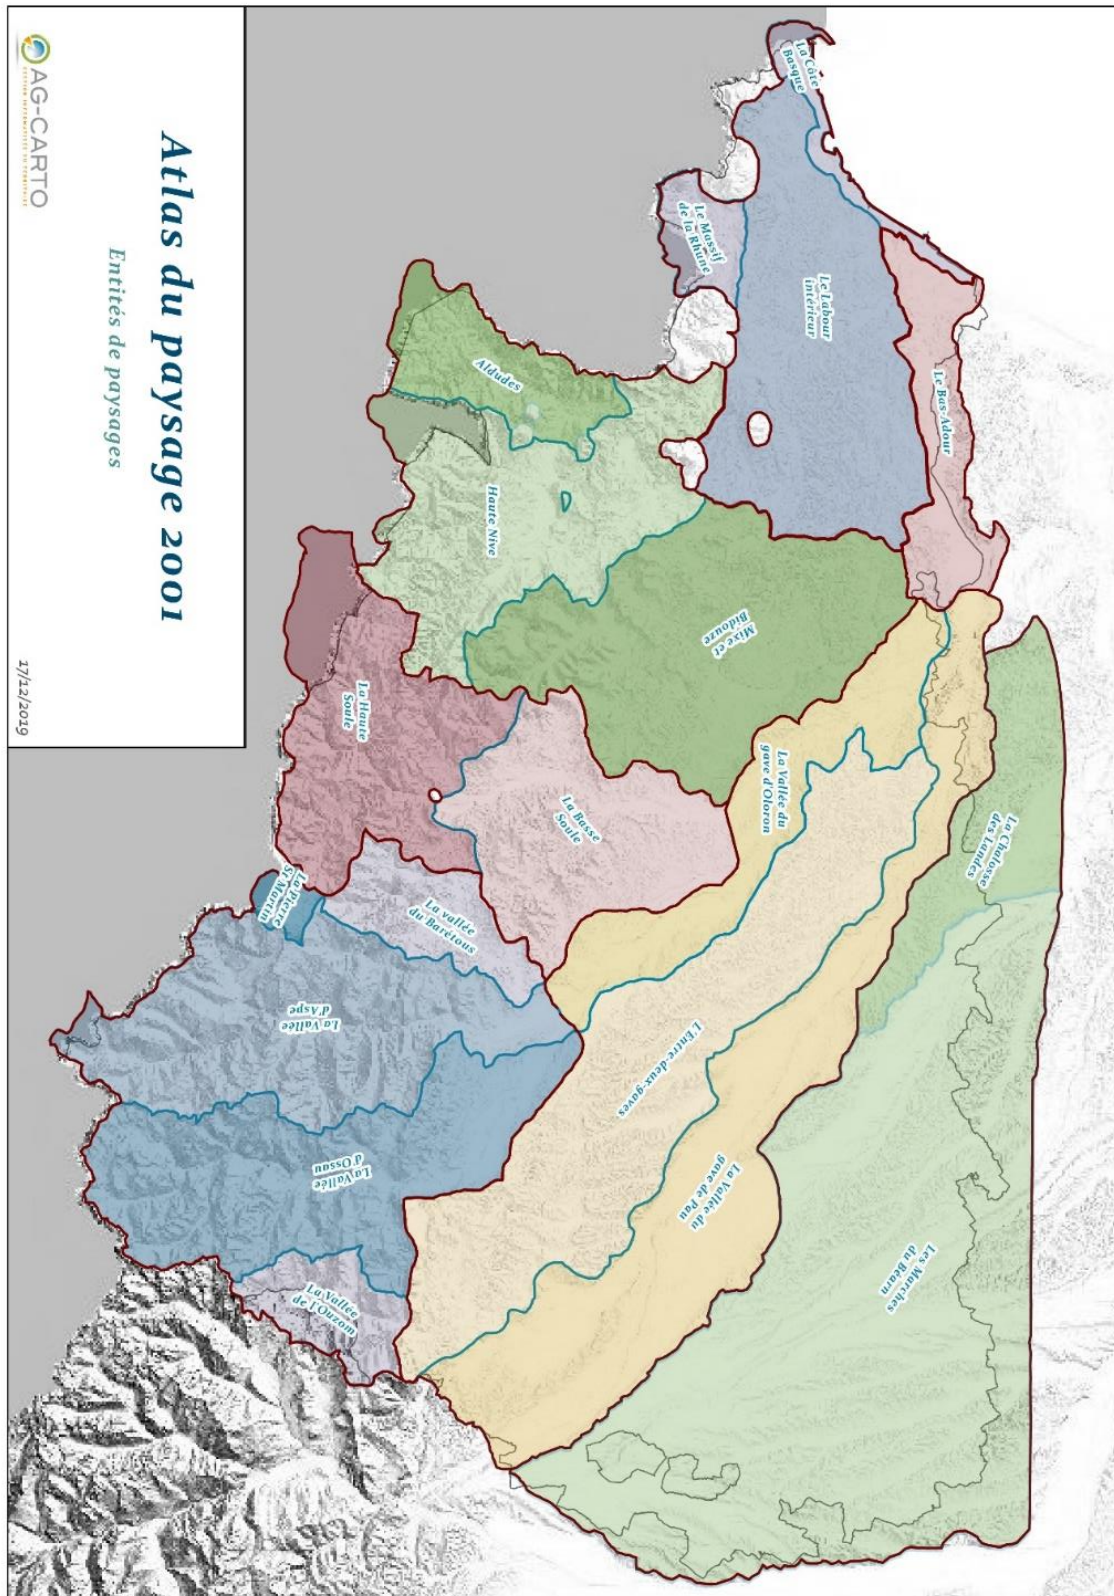 Atlas du paysage 2001
Entités de paysages
AG-CARTO
17/12/2019
La Côte
Basque
Le Massif
de la Rhune
Le Labour
intérieur
Le Bas-Adour
Aldudes
Haute Nive
Mixe et
Bidouze
La Haute
Soule
La Basse
Soule
La Vallée du
gave d'Oloron
La Chalosse
des Landes
La Pierre
St Martin
La vallée
du Barétous
La Vallée
d'Aspe
L'Entre-deux-gaves
La Vallée
d'Ossau
La Vallée du
gave de Pau
Les Marches
du Béarn
La Vallée
de l'Ouzom